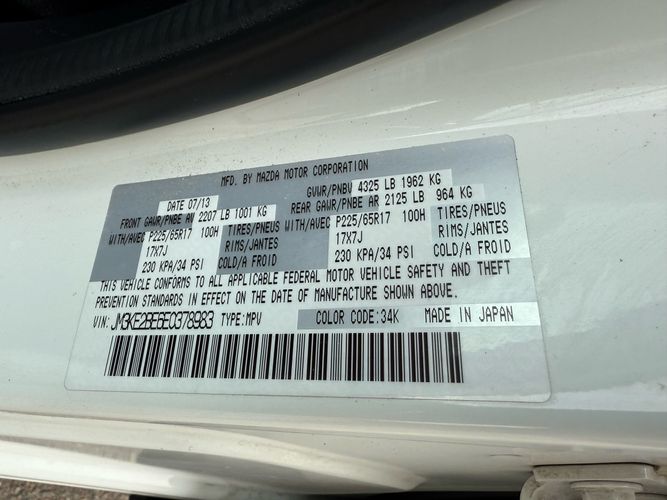 MFD. BY MAZDA MOTOR CORPORATION
DATE 07/13 GVWR/PNBV 4325 LB 1962 KG
FRONT GAWR/PNBE AV 2207 LB 1001 KG REAR GAWR/PNBE AR 2125 LB 964 KG
WITH/AVEC P225/65R17 100H TIRES/PNEUS WITH/AVEC P225/65R17 100H TIRES/PNEUS
17X7J RIMS/JANTES 17X7J RIMS/JANTES
230 KPA/34 PSI COLD/A FROID 230 KPA/34 PSI COLD/A FROID
THIS VEHICLE CONFORMS TO ALL APPLICABLE FEDERAL MOTOR VEHICLE SAFETY AND THEFT
PREVENTION STANDARDS IN EFFECT ON THE DATE OF MANUFACTURE SHOWN ABOVE.
VIN: JM3KE2BE6E0378983 TYPE: MPV COLOR CODE: 34K MADE IN JAPAN